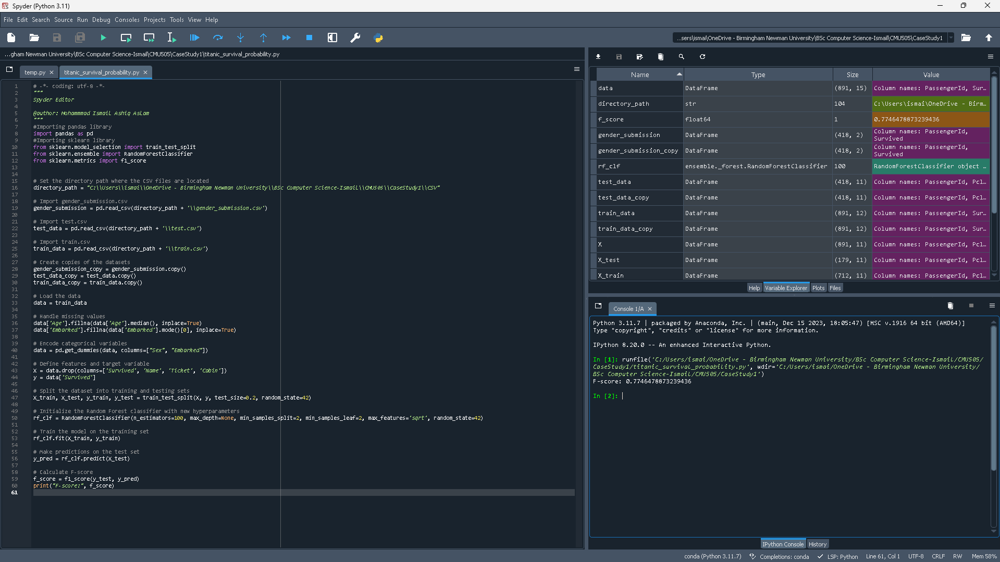 Spyder (Python 3.11)
File Edit Search Source Run Debug Consoles Projects Tools View Help
...sers\ismai\OneDrive - Birmingham Newman University\BSc Computer Science-Ismail\CMU505\CaseStudy1
...gham Newman University\BSc Computer Science-Ismail\CMU505\CaseStudy1\titanic_survival_probability.py
temp.py
titanic_survival_probability.py
1 # -*- coding: utf-8 -*-
2 """
3 Spyder Editor
4
5 @author: Mohammmad Ismail Ashiq Aslam
6 """
7 #Importing pandas library
8 import pandas as pd
9 #Importing sklearn library
10 from sklearn.model_selection import train_test_split
11 from sklearn.ensemble import RandomForestClassifier
12 from sklearn.metrics import f1_score
13
14
15 # Set the directory path where the CSV files are located
16 directory_path = "C:\\Users\\ismai\\OneDrive - Birmingham Newman University\\BSc Computer Science-Ismail\\CMU505\\CaseStudy1\\CSV"
17
18 # Import gender_submission.csv
19 gender_submission = pd.read_csv(directory_path + '\\gender_submission.csv')
20
21 # Import test.csv
22 test_data = pd.read_csv(directory_path + '\\test.csv')
23
24 # Import train.csv
25 train_data = pd.read_csv(directory_path + '\\train.csv')
26
27 # Create copies of the datasets
28 gender_submission_copy = gender_submission.copy()
29 test_data_copy = test_data.copy()
30 train_data_copy = train_data.copy()
31
32 # Load the data
33 data = train_data
34
35 # Handle missing values
36 data['Age'].fillna(data['Age'].median(), inplace=True)
37 data['Embarked'].fillna(data['Embarked'].mode()[0], inplace=True)
38
39 # Encode categorical variables
40 data = pd.get_dummies(data, columns=["Sex", "Embarked"])
41
42 # Define features and target variable
43 X = data.drop(columns=['Survived', 'Name', 'Ticket', 'Cabin'])
44 y = data['Survived']
45
46 # Split the dataset into training and testing sets
47 X_train, X_test, y_train, y_test = train_test_split(X, y, test_size=0.2, random_state=42)
48
49 # Initialize the Random Forest classifier with new hyperparameters
50 rf_clf = RandomForestClassifier(n_estimators=100, max_depth=None, min_samples_split=2, min_samples_leaf=2, max_features='sqrt', random_state=42)
51
52 # Train the model on the training set
53 rf_clf.fit(X_train, y_train)
54
55 # Make predictions on the test set
56 y_pred = rf_clf.predict(X_test)
57
58 # Calculate F-score
59 f_score = f1_score(y_test, y_pred)
60 print("F-score:", f_score)
61
Name Type Size Value
data DataFrame (891, 15) Column names: PassengerId, Sur…
directory_path str 104 C:\Users\ismai\OneDrive - Birm…
f_score float64 1 0.7746478873239436
gender_submission DataFrame (418, 2) Column names: PassengerId,
Survived
gender_submission_copy DataFrame (418, 2) Column names: PassengerId,
Survived
rf_clf ensemble._forest.RandomForestClassifier 100 RandomForestClassifier object …
test_data DataFrame (418, 11) Column names: PassengerId, Pcl…
test_data_copy DataFrame (418, 11) Column names: PassengerId, Pcl…
train_data DataFrame (891, 12) Column names: PassengerId, Sur…
train_data_copy DataFrame (891, 12) Column names: PassengerId, Sur…
X DataFrame (891, 11) Column names: PassengerId, Pcl…
X_test DataFrame (179, 11) Column names: PassengerId, Pcl…
X_train DataFrame (712, 11) Column names: PassengerId, Pcl…
Help Variable Explorer Plots Files
Console 1/A
Python 3.11.7 | packaged by Anaconda, Inc. | (main, Dec 15 2023, 18:05:47) [MSC v.1916 64 bit (AMD64)]
Type "copyright", "credits" or "license" for more information.
IPython 8.20.0 -- An enhanced Interactive Python.
In [1]: runfile('C:/Users/ismai/OneDrive - Birmingham Newman University/BSc Computer Science-Ismail/CMU505/
CaseStudy1/titanic_survival_probability.py', wdir='C:/Users/ismai/OneDrive - Birmingham Newman University/
BSc Computer Science-Ismail/CMU505/CaseStudy1')
F-score: 0.7746478873239436
In [2]:
IPython Console History
conda (Python 3.11.7) Completions: conda LSP: Python Line 61, Col 1 UTF-8 CRLF RW Mem 58%